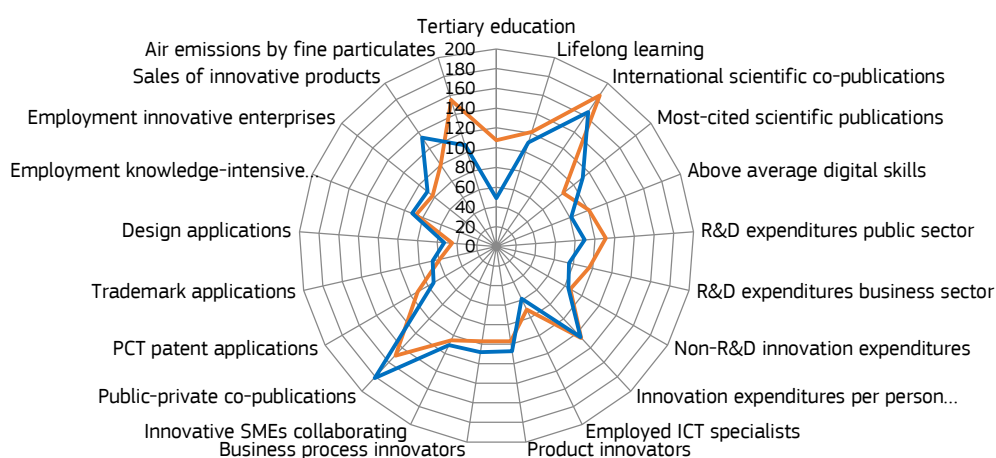 Tertiary education
Air emissions by fine particulates
Lifelong learning
Sales of innovative products
International scientific co-publications
Employment innovative enterprises
Most-cited scientific publications
Employment knowledge-intensive...
Above average digital skills
Design applications
R&D expenditures public sector
Trademark applications
R&D expenditures business sector
PCT patent applications
Non-R&D innovation expenditures
Public-private co-publications
Innovation expenditures per person...
Innovative SMEs collaborating
Employed ICT specialists
Business process innovators
Product innovators
200
180
160
140
120
100
80
60
40
20
0